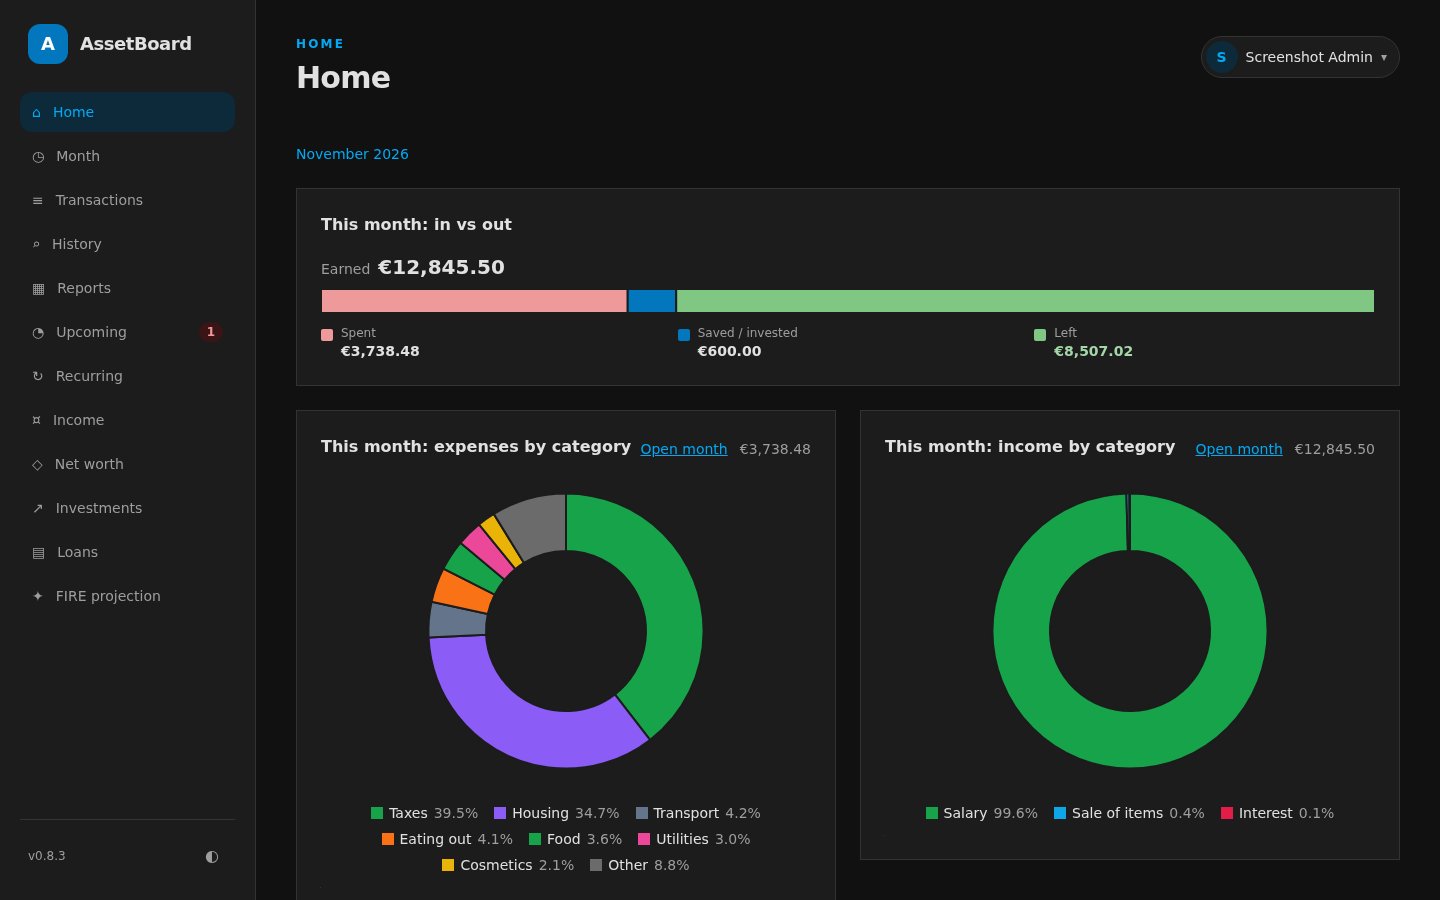 A AssetBoard
Home
Month
Transactions
History
Reports
Upcoming 1
Recurring
Income
Net worth
Investments
Loans
FIRE projection
v0.8.3
HOME
Home
S Screenshot Admin
November 2026
This month: in vs out
Earned €12,845.50
Spent
€3,738.48
Saved / invested
€600.00
Left
€8,507.02
This month: expenses by category Open month €3,738.48
Taxes 39.5% Housing 34.7% Transport 4.2%
Eating out 4.1% Food 3.6% Utilities 3.0%
Cosmetics 2.1% Other 8.8%
This month: income by category Open month €12,845.50
Salary 99.6% Sale of items 0.4% Interest 0.1%